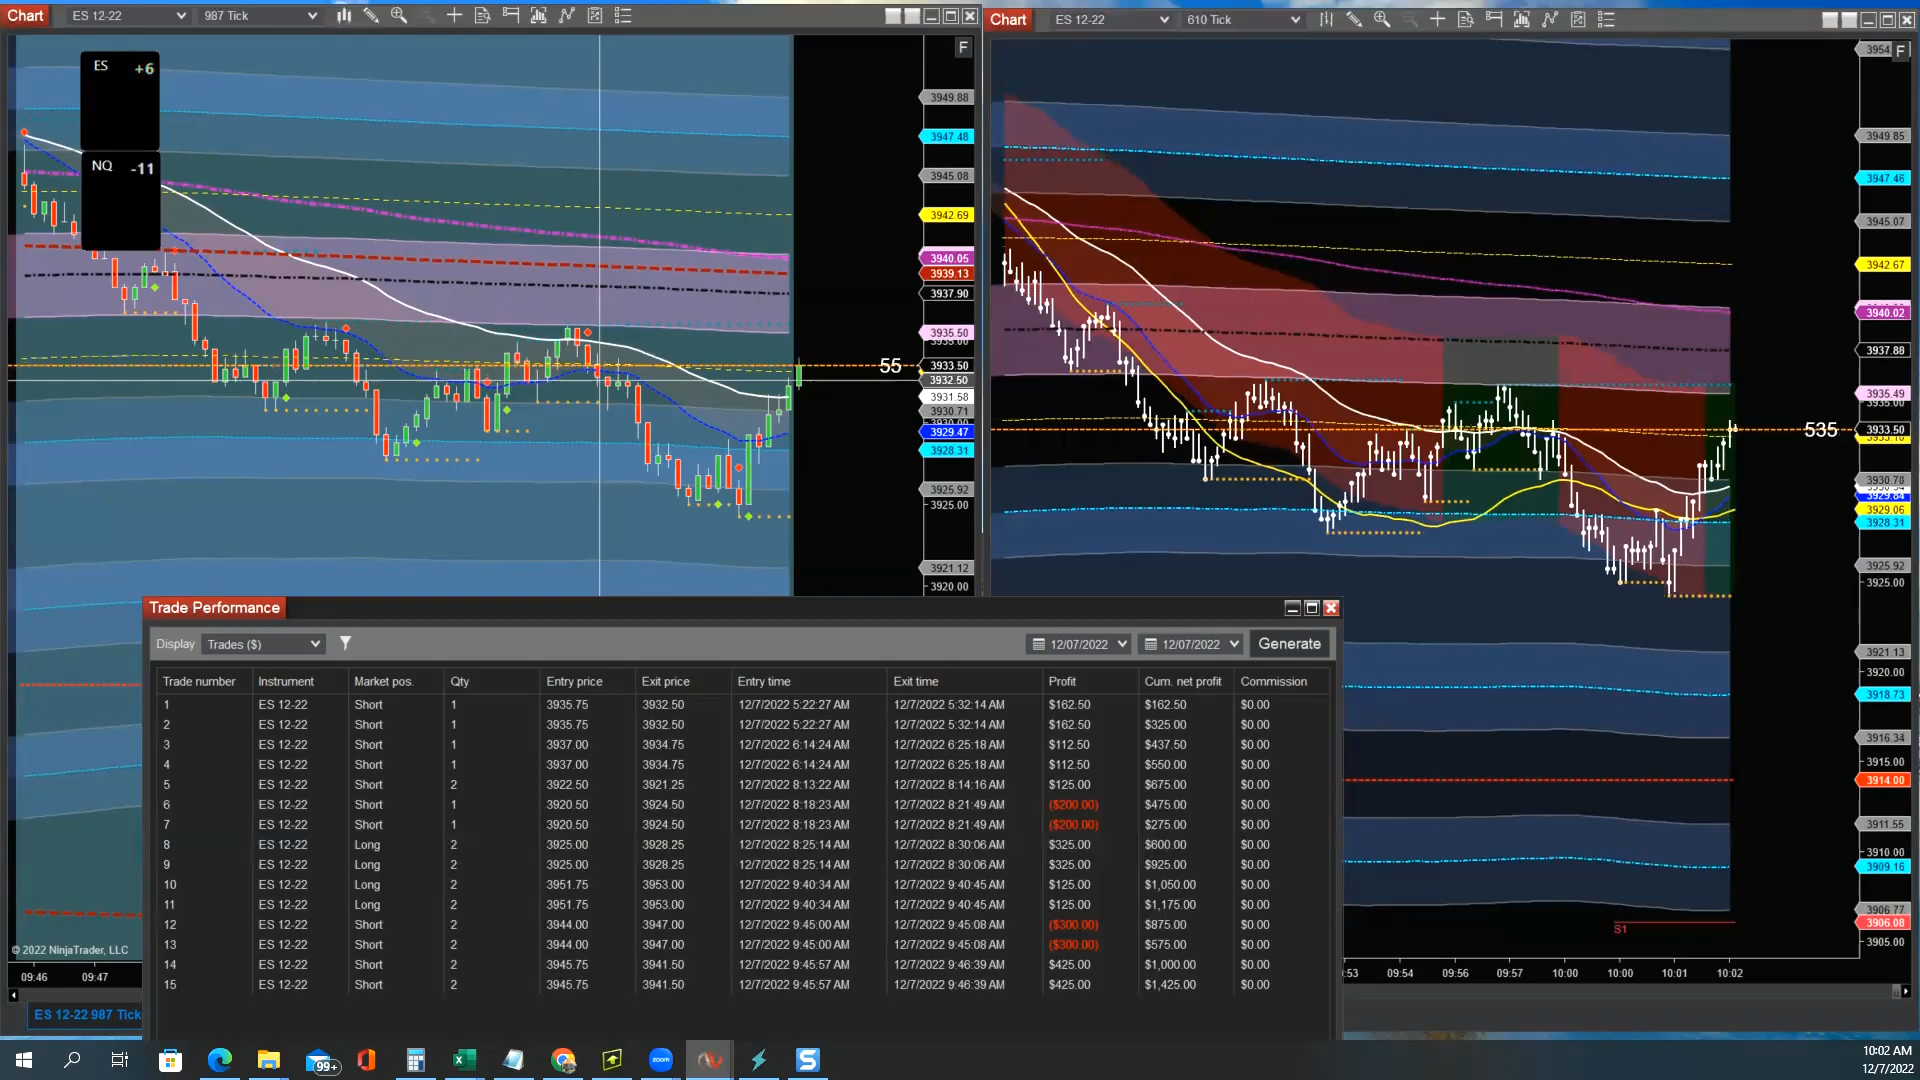 Chart ES 12-22 987 Tick
F
ES +6
NQ -11
3949.88
3947.48
3945.08
3942.69
3940.05
3939.13
3937.90
3935.50
3935.00
55 3933.50
3932.50
3931.58
3930.71
3929.47
3928.31
3925.92
3925.00
3921.12
3920.00
© 2022 NinjaTrader, LLC
09:46 09:47
ES 12-22 987 Tick
Chart ES 12-22 610 Tick
3954.
F
3949.85
3947.46
3945.07
3942.67
3940.02
3937.88
3935.49
3935.00
535 3933.50
3930.70
3929.84
3929.06
3928.31
3925.92
3925.00
3921.13
3920.00
3918.73
3916.34
3915.00
3914.00
3911.55
3910.00
3909.16
3906.77
3906.08
3905.00
S1
:53 09:54 09:56 09:57 10:00 10:00 10:01 10:02
Trade Performance
Display Trades ($) 12/07/2022 12/07/2022 Generate
Trade number Instrument Market pos. Qty Entry price Exit price Entry time Exit time Profit Cum. net profit Commission
1 ES 12-22 Short 1 3935.75 3932.50 12/7/2022 5:22:27 AM 12/7/2022 5:32:14 AM $162.50 $162.50 $0.00
2 ES 12-22 Short 1 3935.75 3932.50 12/7/2022 5:22:27 AM 12/7/2022 5:32:14 AM $162.50 $325.00 $0.00
3 ES 12-22 Short 1 3937.00 3934.75 12/7/2022 6:14:24 AM 12/7/2022 6:25:18 AM $112.50 $437.50 $0.00
4 ES 12-22 Short 1 3937.00 3934.75 12/7/2022 6:14:24 AM 12/7/2022 6:25:18 AM $112.50 $550.00 $0.00
5 ES 12-22 Short 2 3922.50 3921.25 12/7/2022 8:13:22 AM 12/7/2022 8:14:16 AM $125.00 $675.00 $0.00
6 ES 12-22 Short 1 3920.50 3924.50 12/7/2022 8:18:23 AM 12/7/2022 8:21:49 AM ($200.00) $475.00 $0.00
7 ES 12-22 Short 1 3920.50 3924.50 12/7/2022 8:18:23 AM 12/7/2022 8:21:49 AM ($200.00) $275.00 $0.00
8 ES 12-22 Long 2 3925.00 3928.25 12/7/2022 8:25:14 AM 12/7/2022 8:30:06 AM $325.00 $600.00 $0.00
9 ES 12-22 Long 2 3925.00 3928.25 12/7/2022 8:25:14 AM 12/7/2022 8:30:06 AM $325.00 $925.00 $0.00
10 ES 12-22 Long 2 3951.75 3953.00 12/7/2022 9:40:34 AM 12/7/2022 9:40:45 AM $125.00 $1,050.00 $0.00
11 ES 12-22 Long 2 3951.75 3953.00 12/7/2022 9:40:34 AM 12/7/2022 9:40:45 AM $125.00 $1,175.00 $0.00
12 ES 12-22 Short 2 3944.00 3947.00 12/7/2022 9:45:00 AM 12/7/2022 9:45:08 AM ($300.00) $875.00 $0.00
13 ES 12-22 Short 2 3944.00 3947.00 12/7/2022 9:45:00 AM 12/7/2022 9:45:08 AM ($300.00) $575.00 $0.00
14 ES 12-22 Short 2 3945.75 3941.50 12/7/2022 9:45:57 AM 12/7/2022 9:46:39 AM $425.00 $1,000.00 $0.00
15 ES 12-22 Short 2 3945.75 3941.50 12/7/2022 9:45:57 AM 12/7/2022 9:46:39 AM $425.00 $1,425.00 $0.00
99+ zoom
10:02 AM
12/7/2022